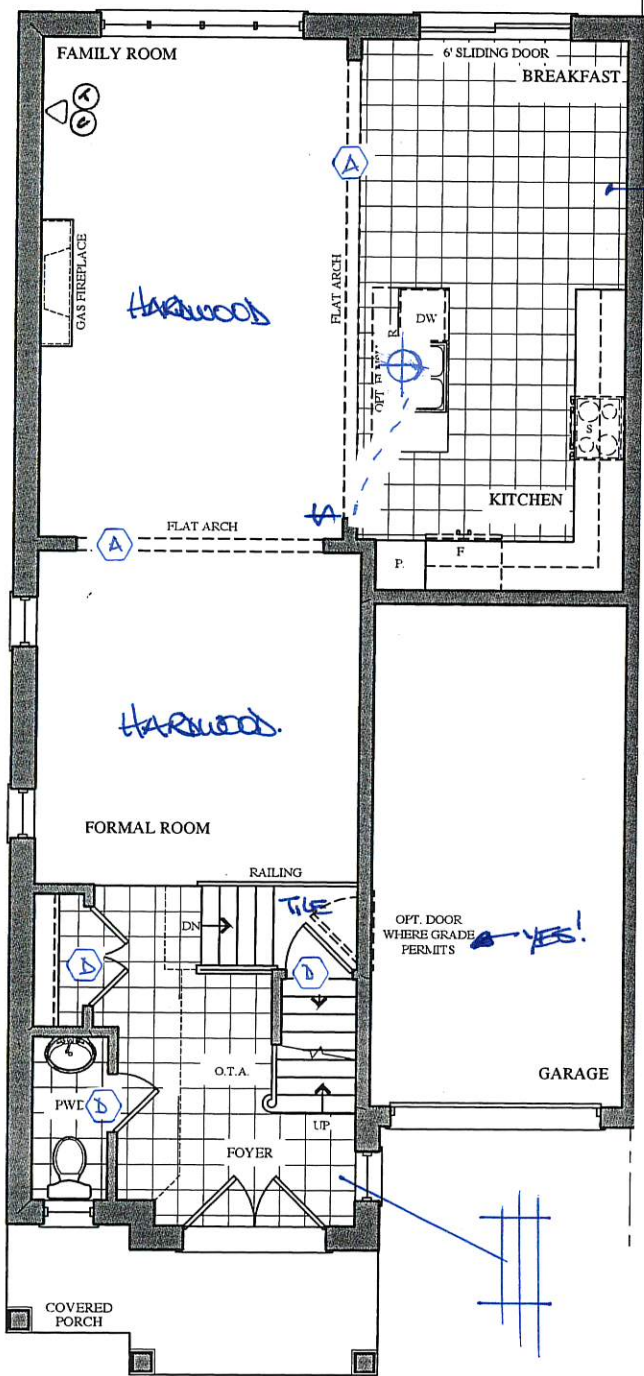 FAMILY ROOM
6' SLIDING DOOR
BREAKFAST
T
A
GAS FIREPLACE
HARDWOOD
FLAT ARCH
DW
R
OPT.
S
KITCHEN
FLAT ARCH
A
P.
F
HARDWOOD.
FORMAL ROOM
RAILING
DN
TILE
OPT. DOOR
WHERE GRADE
PERMITS
YES!
D
D
O.T.A.
GARAGE
PWD
D
UP
FOYER
COVERED
PORCH